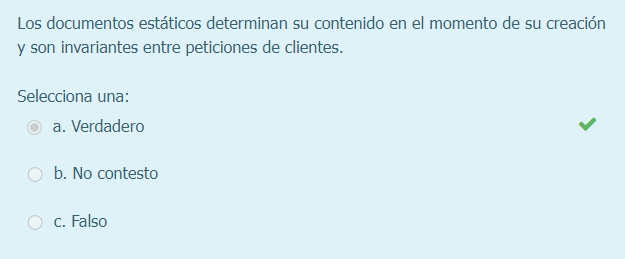 Los documentos estáticos determinan su contenido en el momento de su creación
y son invariantes entre peticiones de clientes.
Selecciona una:
a. Verdadero
b. No contesto
c. Falso